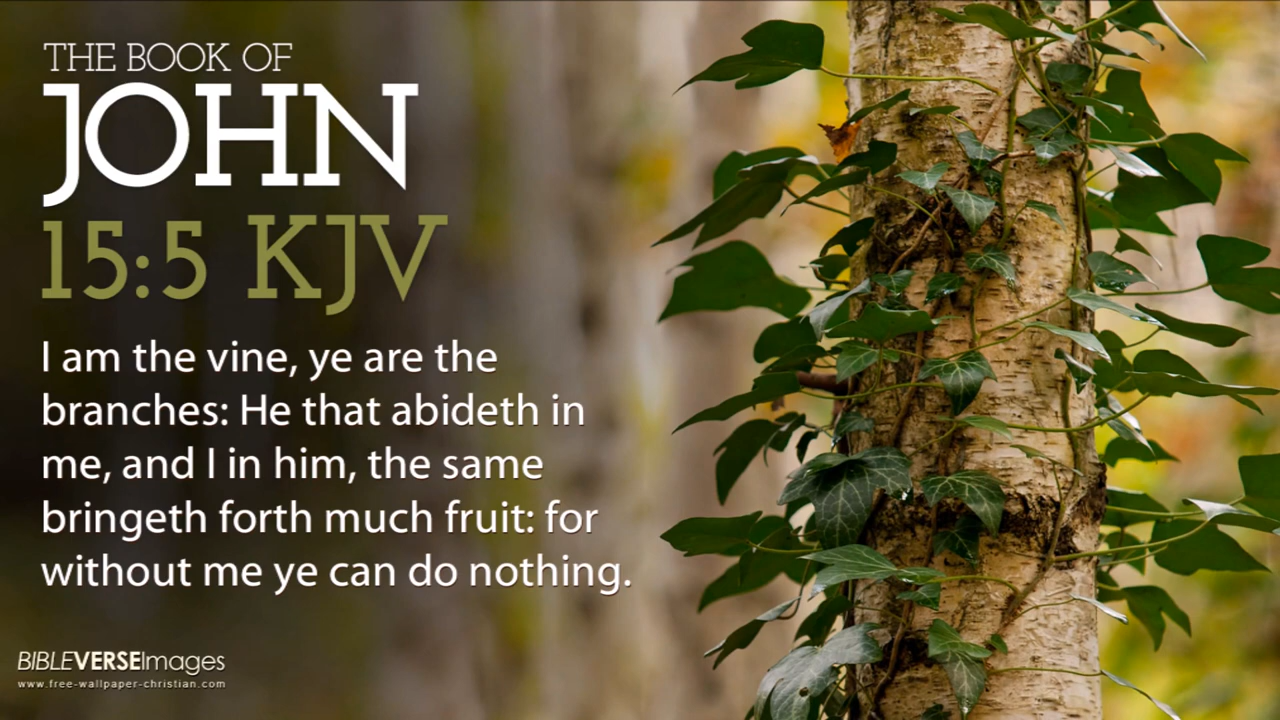 THE BOOK OF
JOHN
15:5 KJV
I am the vine, ye are the
branches: He that abideth in
me, and I in him, the same
bringeth forth much fruit: for
without me ye can do nothing.
BIBLEVERSEImages
www.free-wallpaper-christian.com